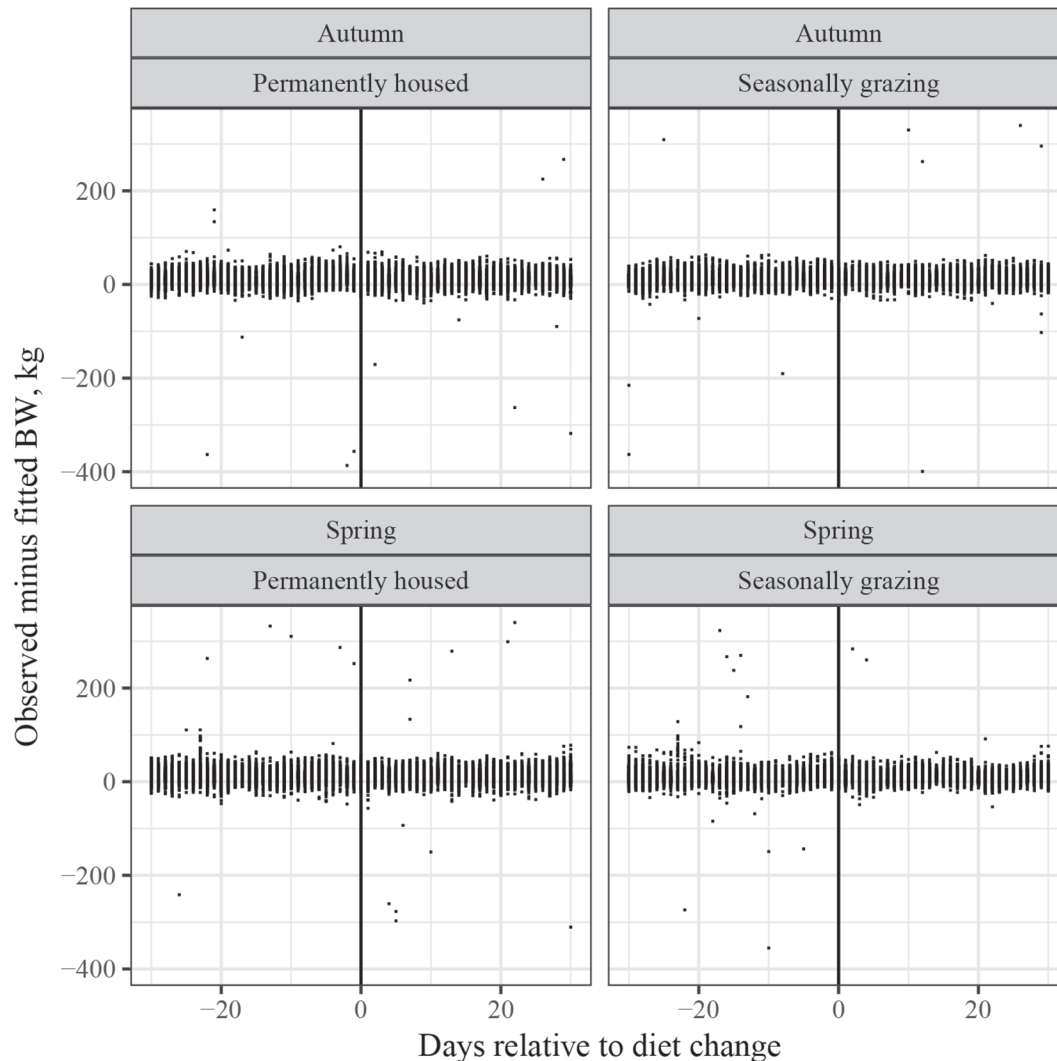 Autumn
Autumn
Permanently housed
Seasonally grazing
200
0
−200
−400
Spring
Spring
Permanently housed
Seasonally grazing
200
0
−200
−400
−20
0
20
−20
0
20
Observed minus fitted BW, kg
Days relative to diet change